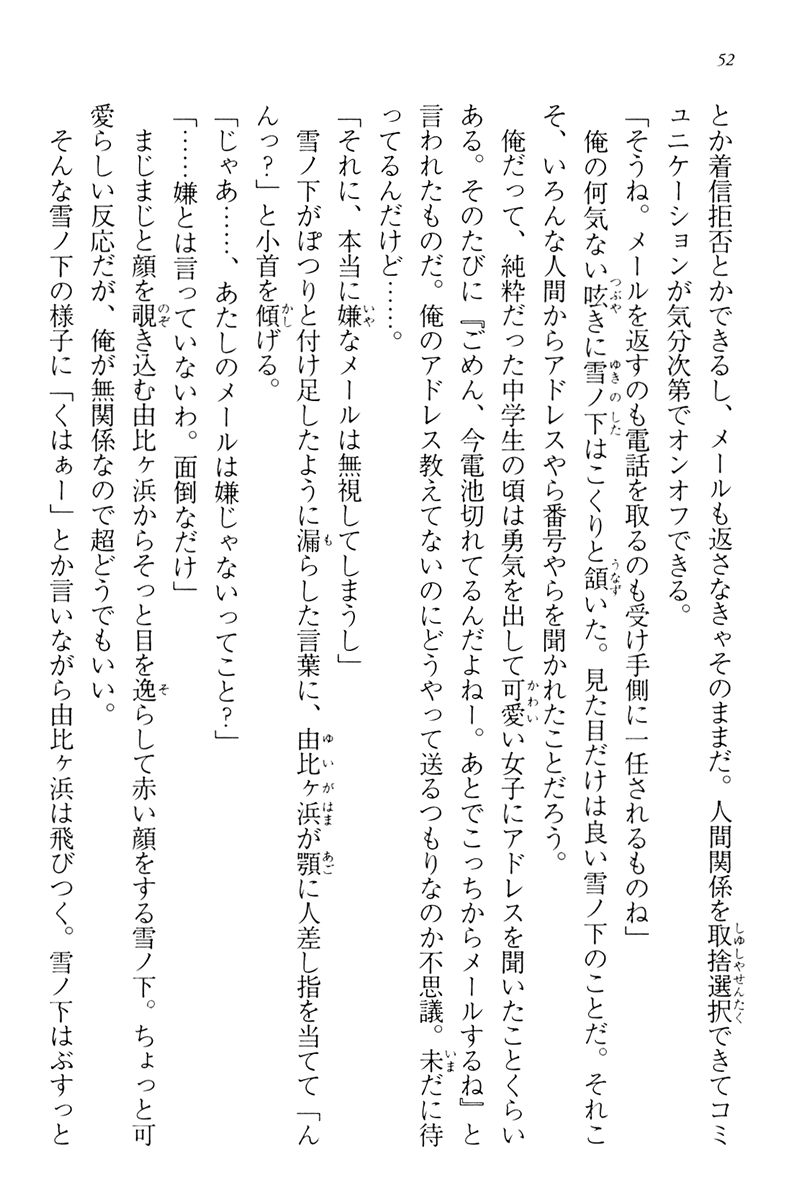 52
とか着信拒否とかできるし、メールも返さなきゃそのままだ。人間関係を取捨選択できてコミ
ュニケーションが気分次第でオンオフできる。
「そうね。メールを返すのも電話を取るのも受け手側に一任されるものね」
俺の何気ない呟きに雪ノ下はこくりと頷いた。見た目だけは良い雪ノ下のことだ。それこ
そ、いろんな人間からアドレスやら番号やらを聞かれたことだろう。
俺だって、純粋だった中学生の頃は勇気を出して可愛い女子にアドレスを聞いたことくらい
ある。そのたびに『ごめん、今電池切れてるんだよねー。あとでこっちからメールするね』と
言われたものだ。俺のアドレス教えてないのにどうやって送るつもりなのか不思議。未だに待
ってるんだけど……。
「それに、本当に嫌なメールは無視してしまうし」
雪ノ下がぽつりと付け足したように漏らした言葉に、由比ヶ浜が顎に人差し指を当てて「ん
んっ？」と小首を傾げる。
「じゃあ……、あたしのメールは嫌じゃないってこと？」
「……嫌とは言っていないわ。面倒なだけ」
まじまじと顔を覗き込む由比ヶ浜からそっと目を逸らして赤い顔をする雪ノ下。ちょっと可
愛らしい反応だが、俺が無関係なので超どうでもいい。
そんな雪ノ下の様子に「くはぁー」とか言いながら由比ヶ浜は飛びつく。雪ノ下はぶすっと